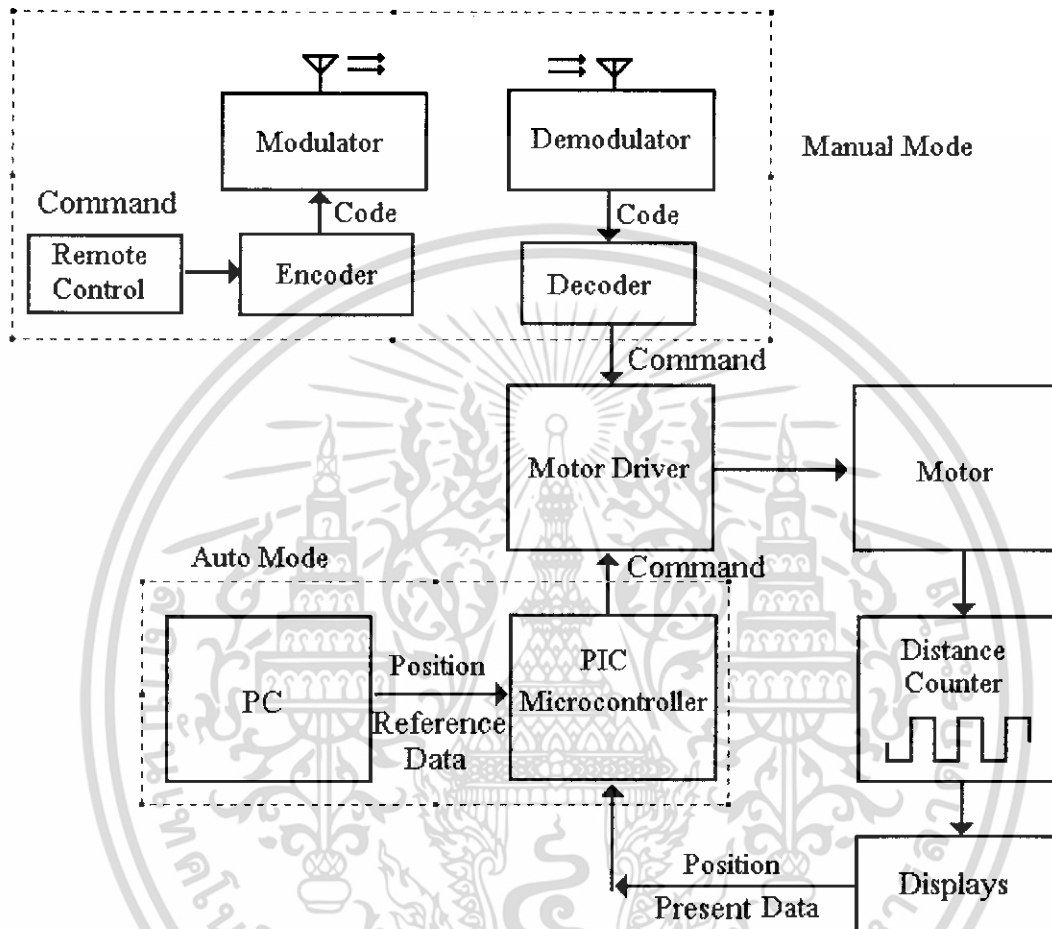 Modulator
Demodulator
Manual Mode
Command
Code
Code
Remote
Control
Encoder
Decoder
Command
Motor Driver
Motor
Auto Mode
Command
PC
Position
Reference
Data
PIC
Microcontroller
Distance
Counter
Position
Present Data
Displays